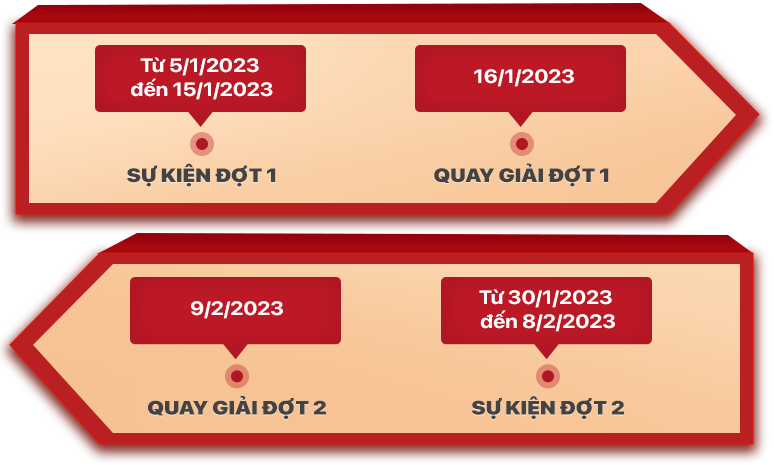 Từ 5/1/2023
đến 15/1/2023
SỰ KIỆN ĐỢT 1
16/1/2023
QUAY GIẢI ĐỢT 1
9/2/2023
QUAY GIẢI ĐỢT 2
Từ 30/1/2023
đến 8/2/2023
SỰ KIỆN ĐỢT 2